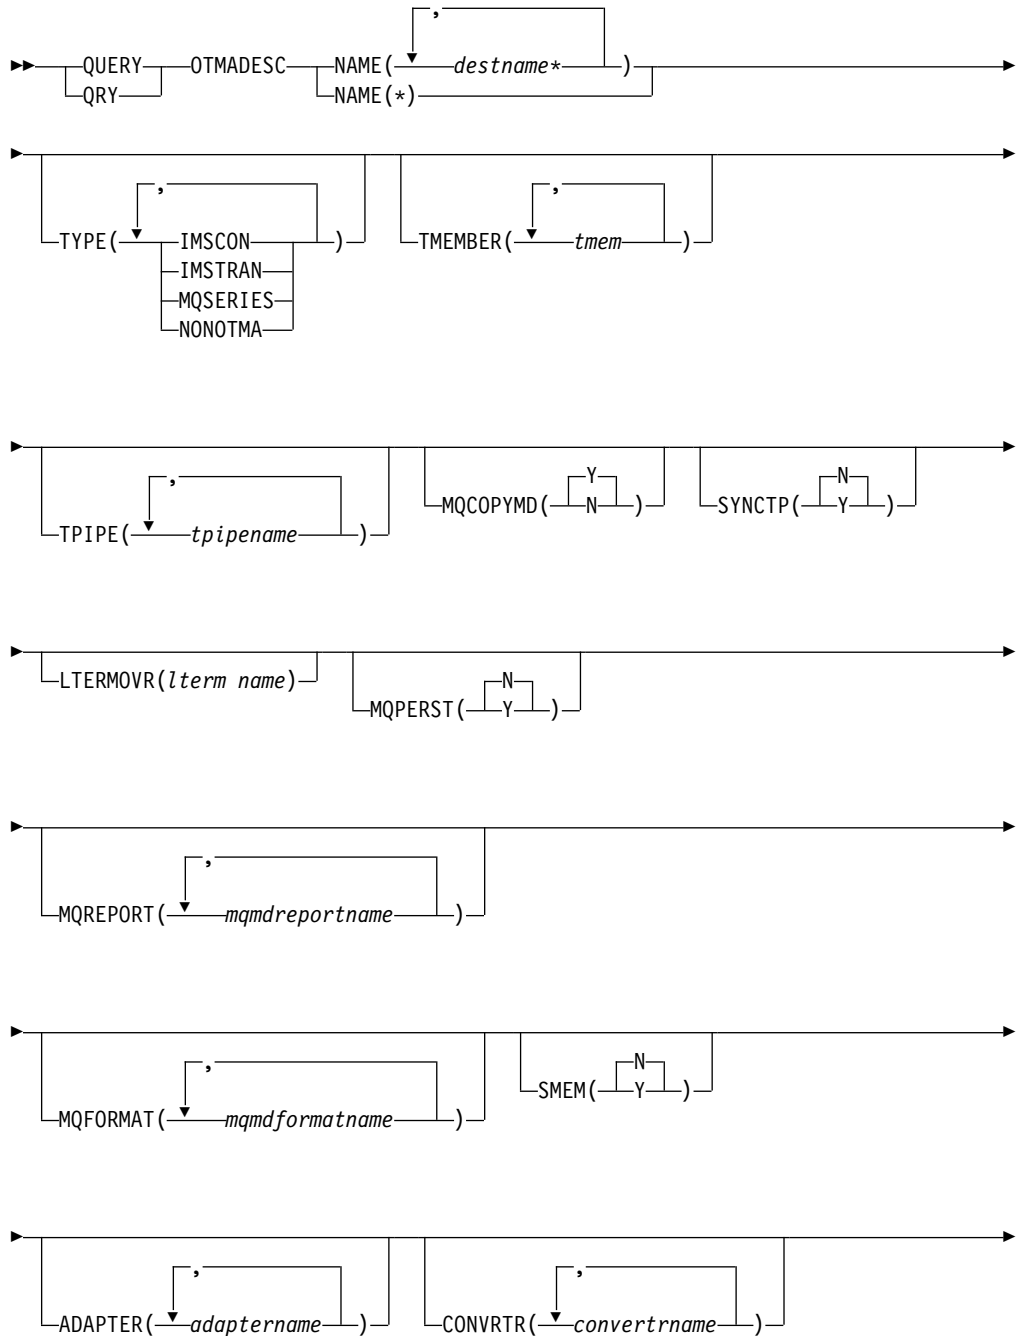 ,
QUERY OTMADESC NAME( destname* )
QRY NAME(*)
, ,
TYPE( IMSCON ) TMEMBER( tmem )
IMSTRAN
MQSERIES
NONOTMA
, Y N
TPIPE( tpipename ) MQCOPYMD( N ) SYNCTP( Y )
LTERMOVR(lterm name) N
MQPERST( Y )
,
MQREPORT( mqmdreportname )
, N
MQFORMAT( mqmdformatname ) SMEM( Y )
, ,
ADAPTER( adaptername ) CONVRTR( convertrname )